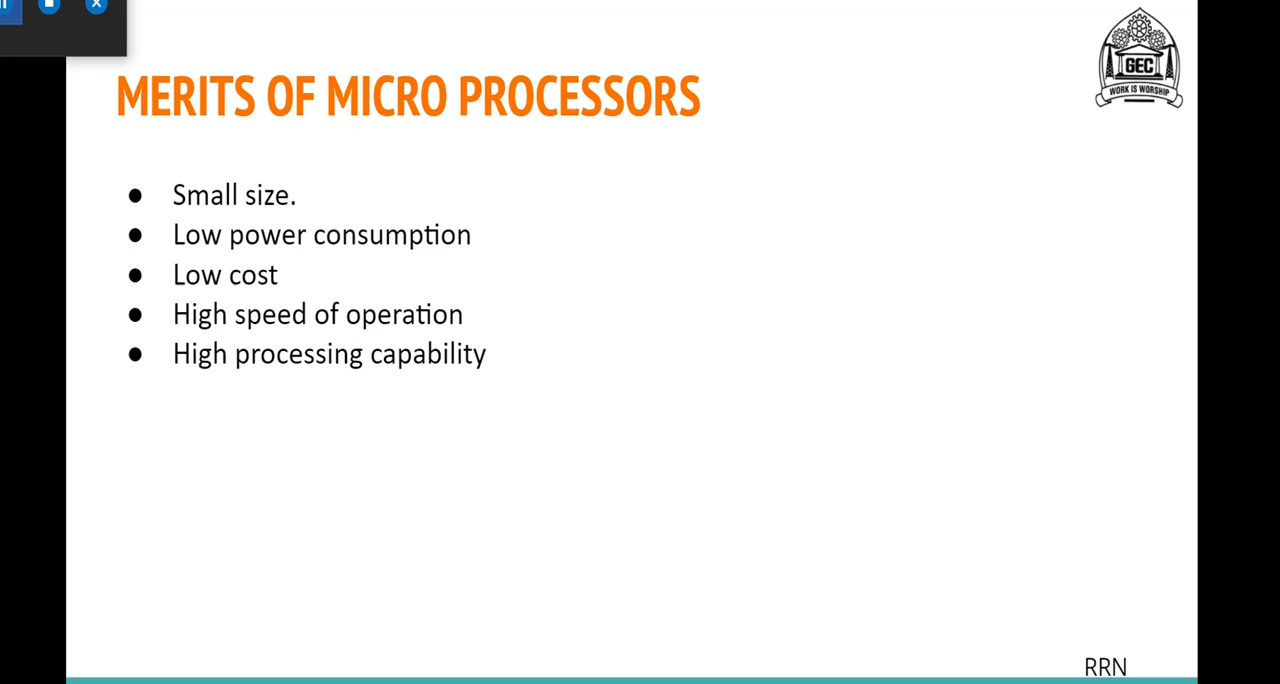 MERITS OF MICRO PROCESSORS
GEC
WORK IS WORSHIP
● Small size.
● Low power consumption
● Low cost
● High speed of operation
● High processing capability
RRN